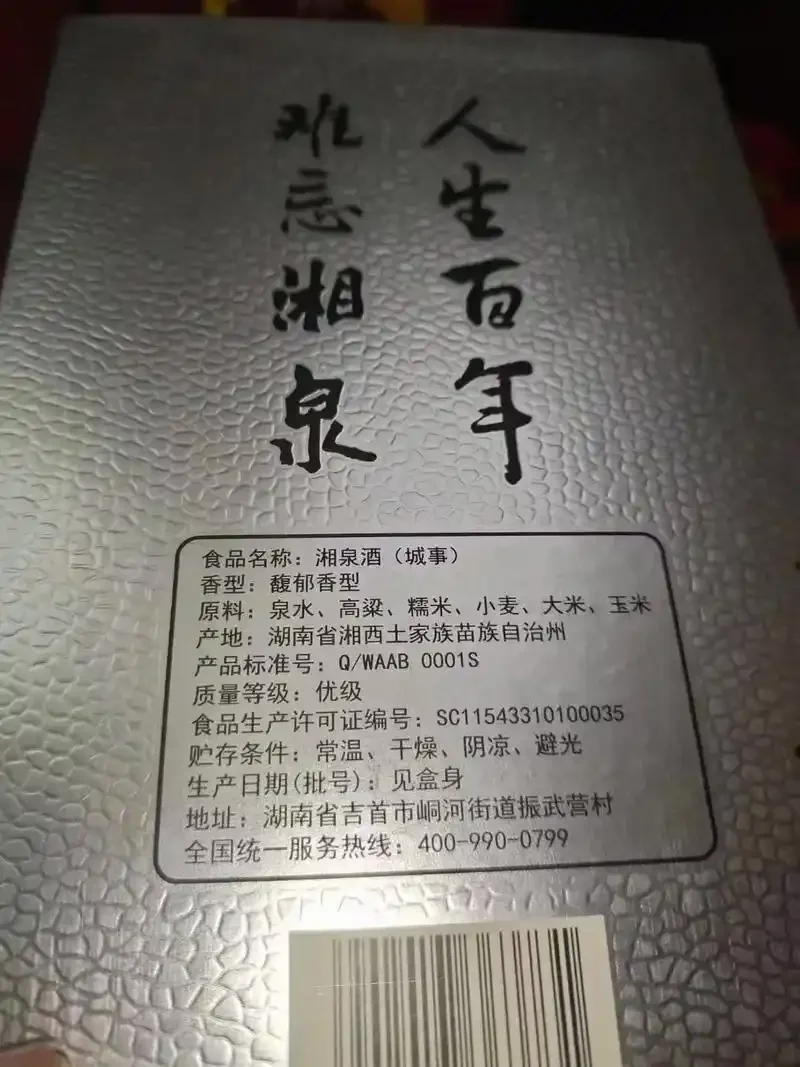 人生百年
难忘湘泉
食品名称：湘泉酒（城事）
香型：馥郁香型
原料：泉水、高粱、糯米、小麦、大米、玉米
产地：湖南省湘西土家族苗族自治州
产品标准号：Q/WAAB 0001S
质量等级：优级
食品生产许可证编号：SC11543310100035
贮存条件：常温、干燥、阴凉、避光
生产日期(批号)：见盒身
地址：湖南省吉首市峒河街道振武营村
全国统一服务热线：400-990-0799